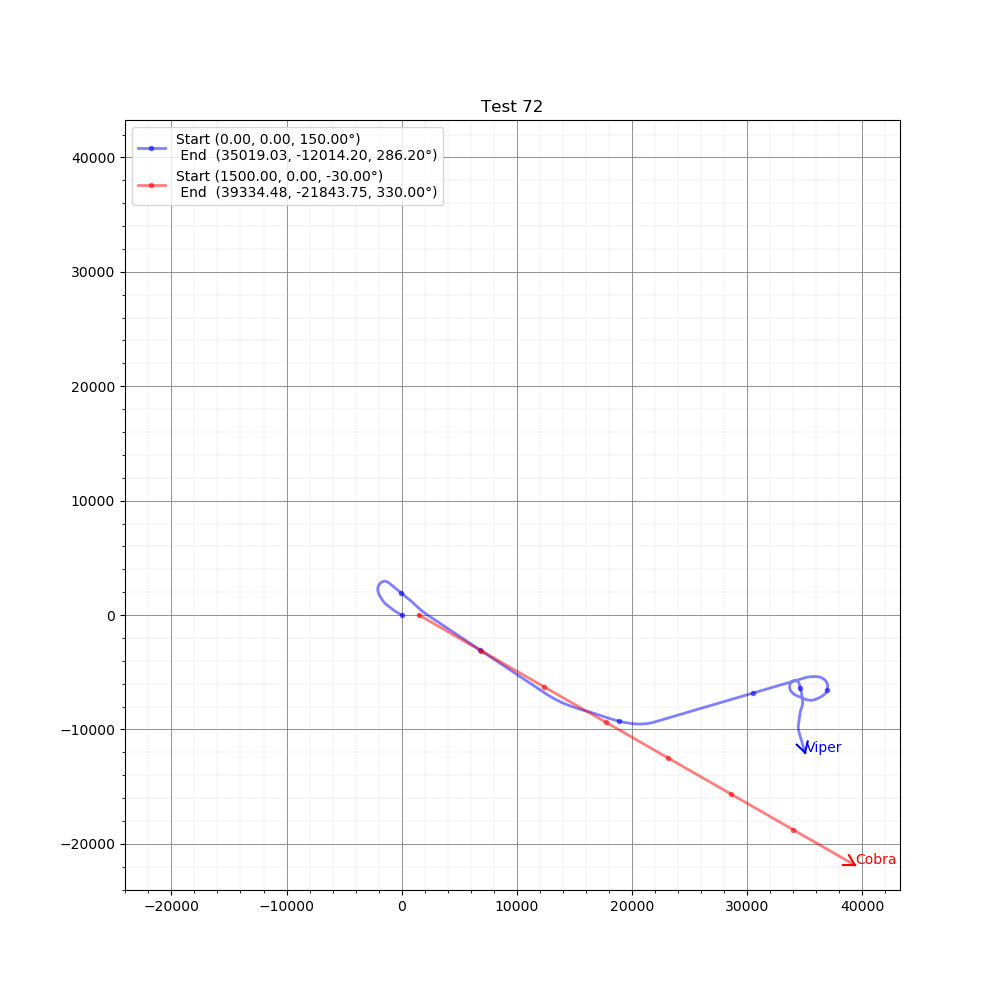 Test 72
Start (0.00, 0.00, 150.00°)
End (35019.03, -12014.20, 286.20°)
Start (1500.00, 0.00, -30.00°)
End (39334.48, -21843.75, 330.00°)
40000
30000
20000
10000
0
−10000
−20000
Viper
Cobra
−20000 −10000 0 10000 20000 30000 40000